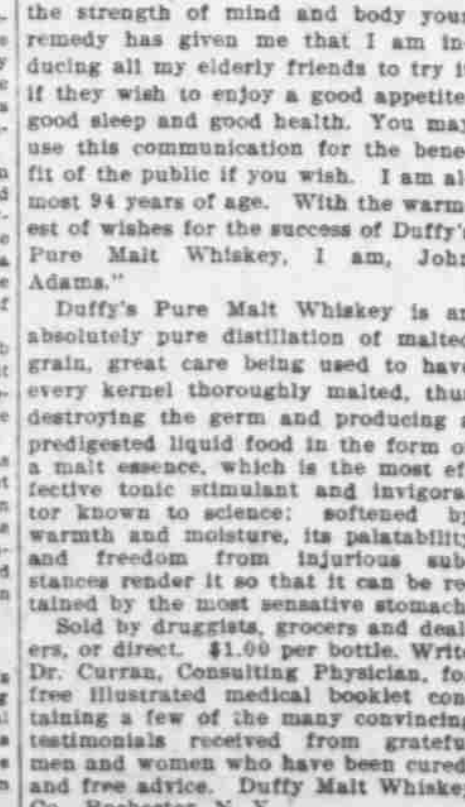 the strength of mind and body your
remedy has given me that I am in-
ducing all my elderly friends to try it
if they wish to enjoy a good appetite,
good sleep and good health. You may
use this communication for the bene-
fit of the public if you wish. I am al-
most 94 years of age. With the warm-
est of wishes for the success of Duffy's
Pure Malt Whiskey, I am, John
Adams."
Duffy's Pure Malt Whiskey is an
absolutely pure distillation of malted
grain, great care being used to have
every kernel thoroughly malted, thus
destroying the germ and producing a
predigested liquid food in the form of
a malt essence, which is the most ef-
fective tonic stimulant and invigora-
tor known to science; softened by
warmth and moisture, its palatability
and freedom from injurious sub-
stances render it so that it can be re-
tained by the most sensative stomach.
Sold by druggists, grocers and deal-
ers, or direct. $1.00 per bottle. Write
Dr. Curran, Consulting Physician, for
free illustrated medical booklet con-
taining a few of the many convincing
testimonials received from grateful
men and women who have been cured,
and free advice. Duffy Malt Whiskey
Co., Rochester, N. Y.